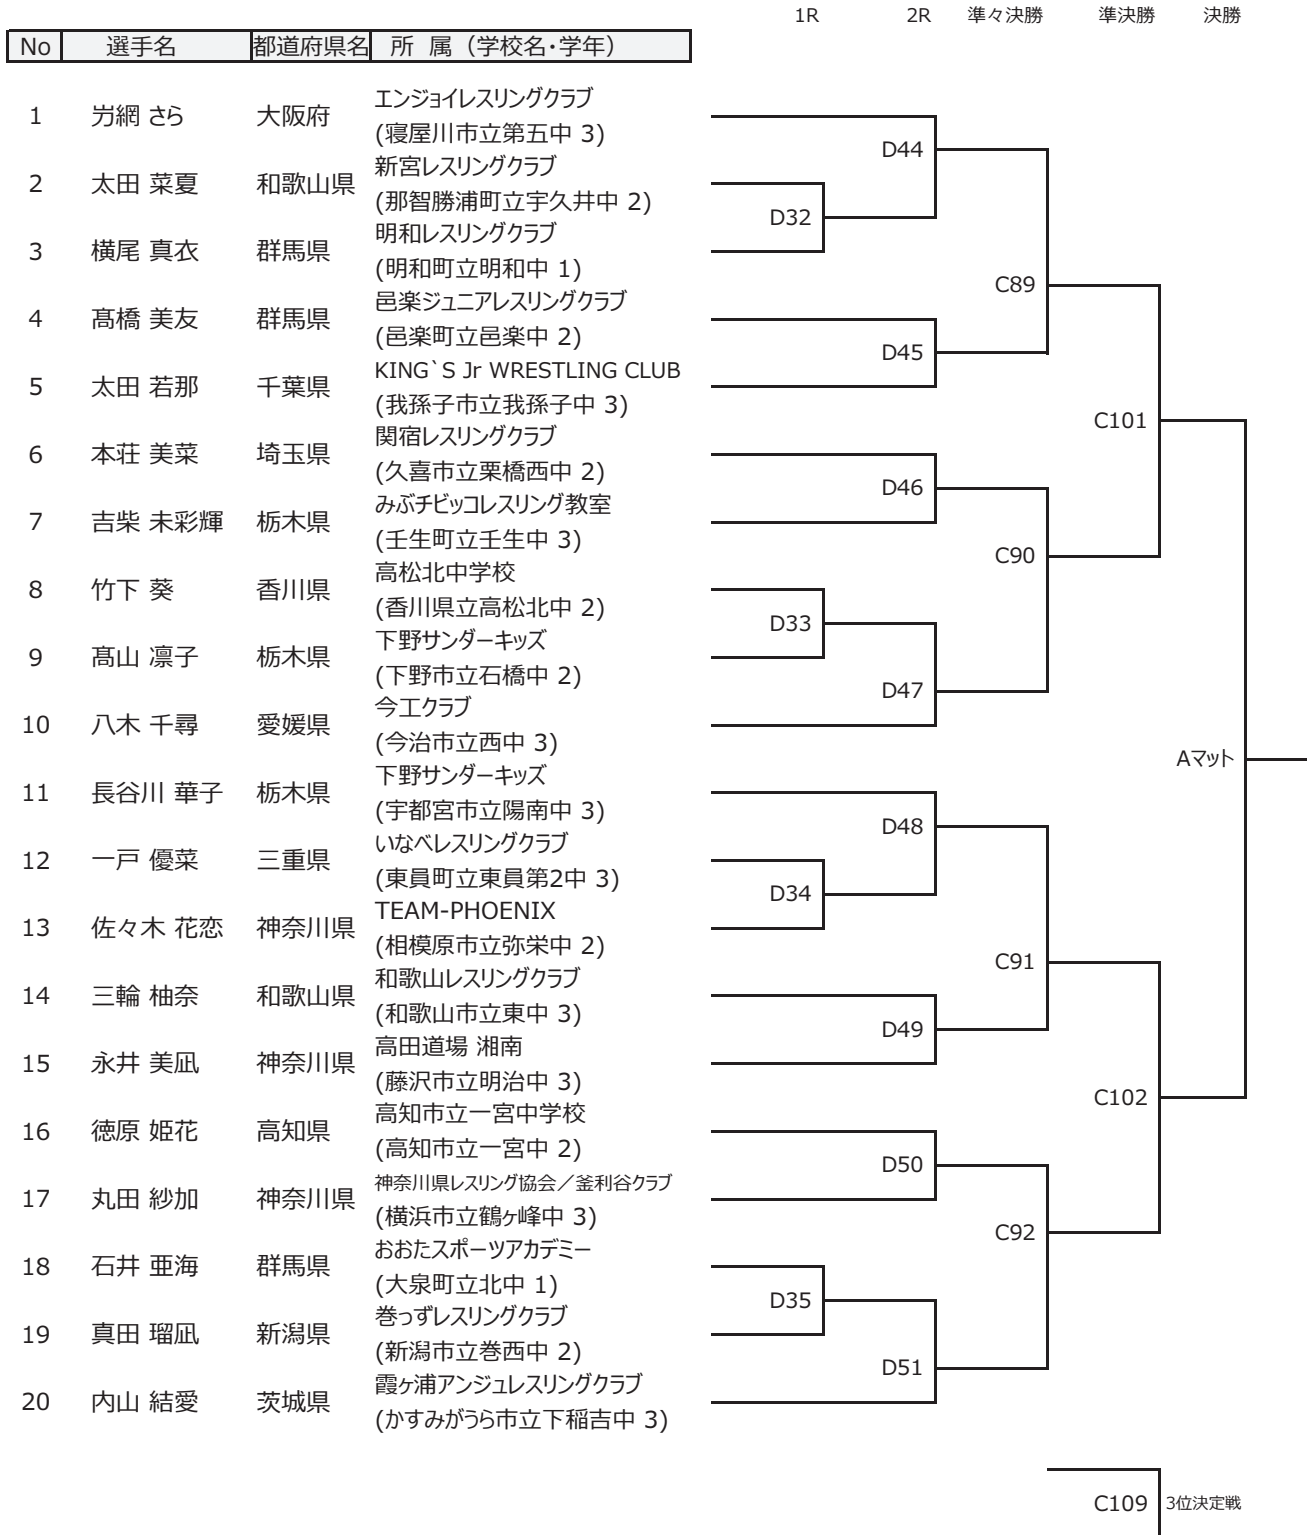 1R 2R 準々決勝 準決勝 決勝
No 選手名 都道府県名 所 属（学校名・学年）
エンジョイレスリングクラブ
1 屶網 さら 大阪府
(寝屋川市立第五中 3)
D44
新宮レスリングクラブ
2 太田 菜夏 和歌山県
(那智勝浦町立宇久井中 2)
D32
明和レスリングクラブ
3 横尾 真衣 群馬県
(明和町立明和中 1)
C89
邑楽ジュニアレスリングクラブ
4 髙橋 美友 群馬県
(邑楽町立邑楽中 2)
D45
KING`S Jr WRESTLING CLUB
5 太田 若那 千葉県
(我孫子市立我孫子中 3)
C101
関宿レスリングクラブ
6 本荘 美菜 埼玉県
(久喜市立栗橋西中 2)
D46
みぶチビッコレスリング教室
7 吉柴 未彩輝 栃木県
(壬生町立壬生中 3)
C90
高松北中学校
8 竹下 葵 香川県
(香川県立高松北中 2)
D33
下野サンダーキッズ
9 髙山 凛子 栃木県
(下野市立石橋中 2)
D47
今工クラブ
10 八木 千尋 愛媛県
(今治市立西中 3)
Aマット
下野サンダーキッズ
11 長谷川 華子 栃木県
(宇都宮市立陽南中 3)
D48
いなべレスリングクラブ
12 一戸 優菜 三重県
(東員町立東員第2中 3)
D34
TEAM-PHOENIX
13 佐々木 花恋 神奈川県
(相模原市立弥栄中 2)
C91
和歌山レスリングクラブ
14 三輪 柚奈 和歌山県
(和歌山市立東中 3)
D49
高田道場 湘南
15 永井 美凪 神奈川県
(藤沢市立明治中 3)
C102
高知市立一宮中学校
16 徳原 姫花 高知県
(高知市立一宮中 2)
D50
神奈川県レスリング協会／釜利谷クラブ
17 丸田 紗加 神奈川県
(横浜市立鶴ヶ峰中 3)
C92
おおたスポーツアカデミー
18 石井 亜海 群馬県
(大泉町立北中 1)
D35
巻っずレスリングクラブ
19 真田 瑠凪 新潟県
(新潟市立巻西中 2)
D51
霞ヶ浦アンジュレスリングクラブ
20 内山 結愛 茨城県
(かすみがうら市立下稲吉中 3)
C109 3位決定戦